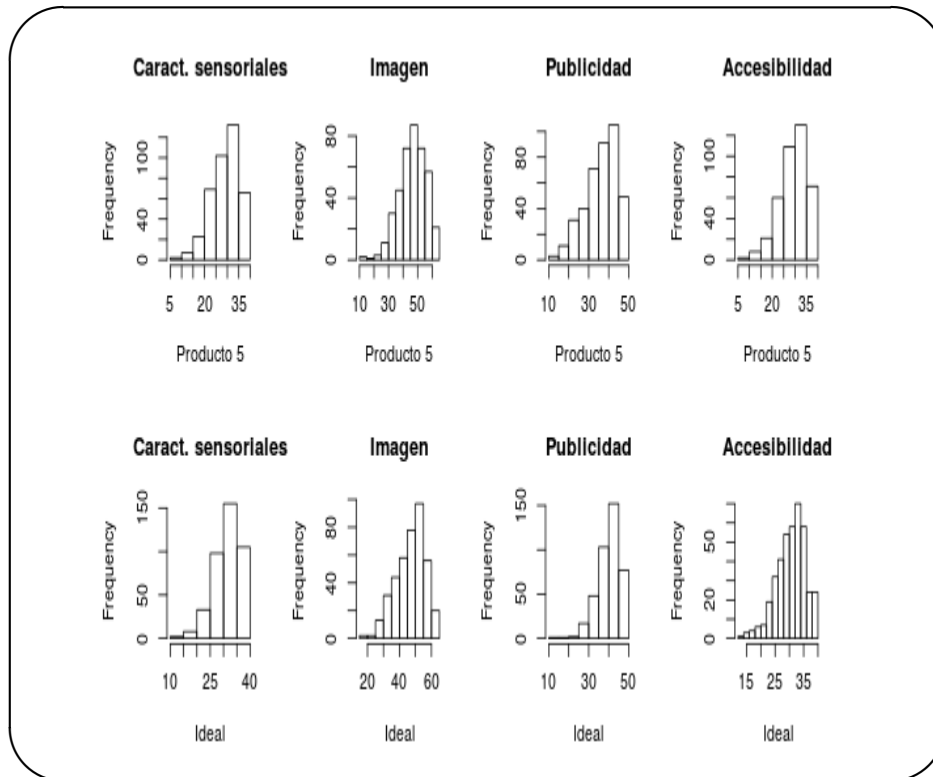 Caract. sensoriales
Frequency
0 40 100
5 20 35
Producto 5
Imagen
Frequency
0 40 80
10 30 50
Producto 5
Publicidad
Frequency
0 40 80
10 30 50
Producto 5
Accesibilidad
Frequency
0 40 100
5 20 35
Producto 5
Caract. sensoriales
Frequency
0 50 150
10 25 40
Ideal
Imagen
Frequency
0 40 80
20 40 60
Ideal
Publicidad
Frequency
0 50 150
10 30 50
Ideal
Accesibilidad
Frequency
0 20 50
15 25 35
Ideal